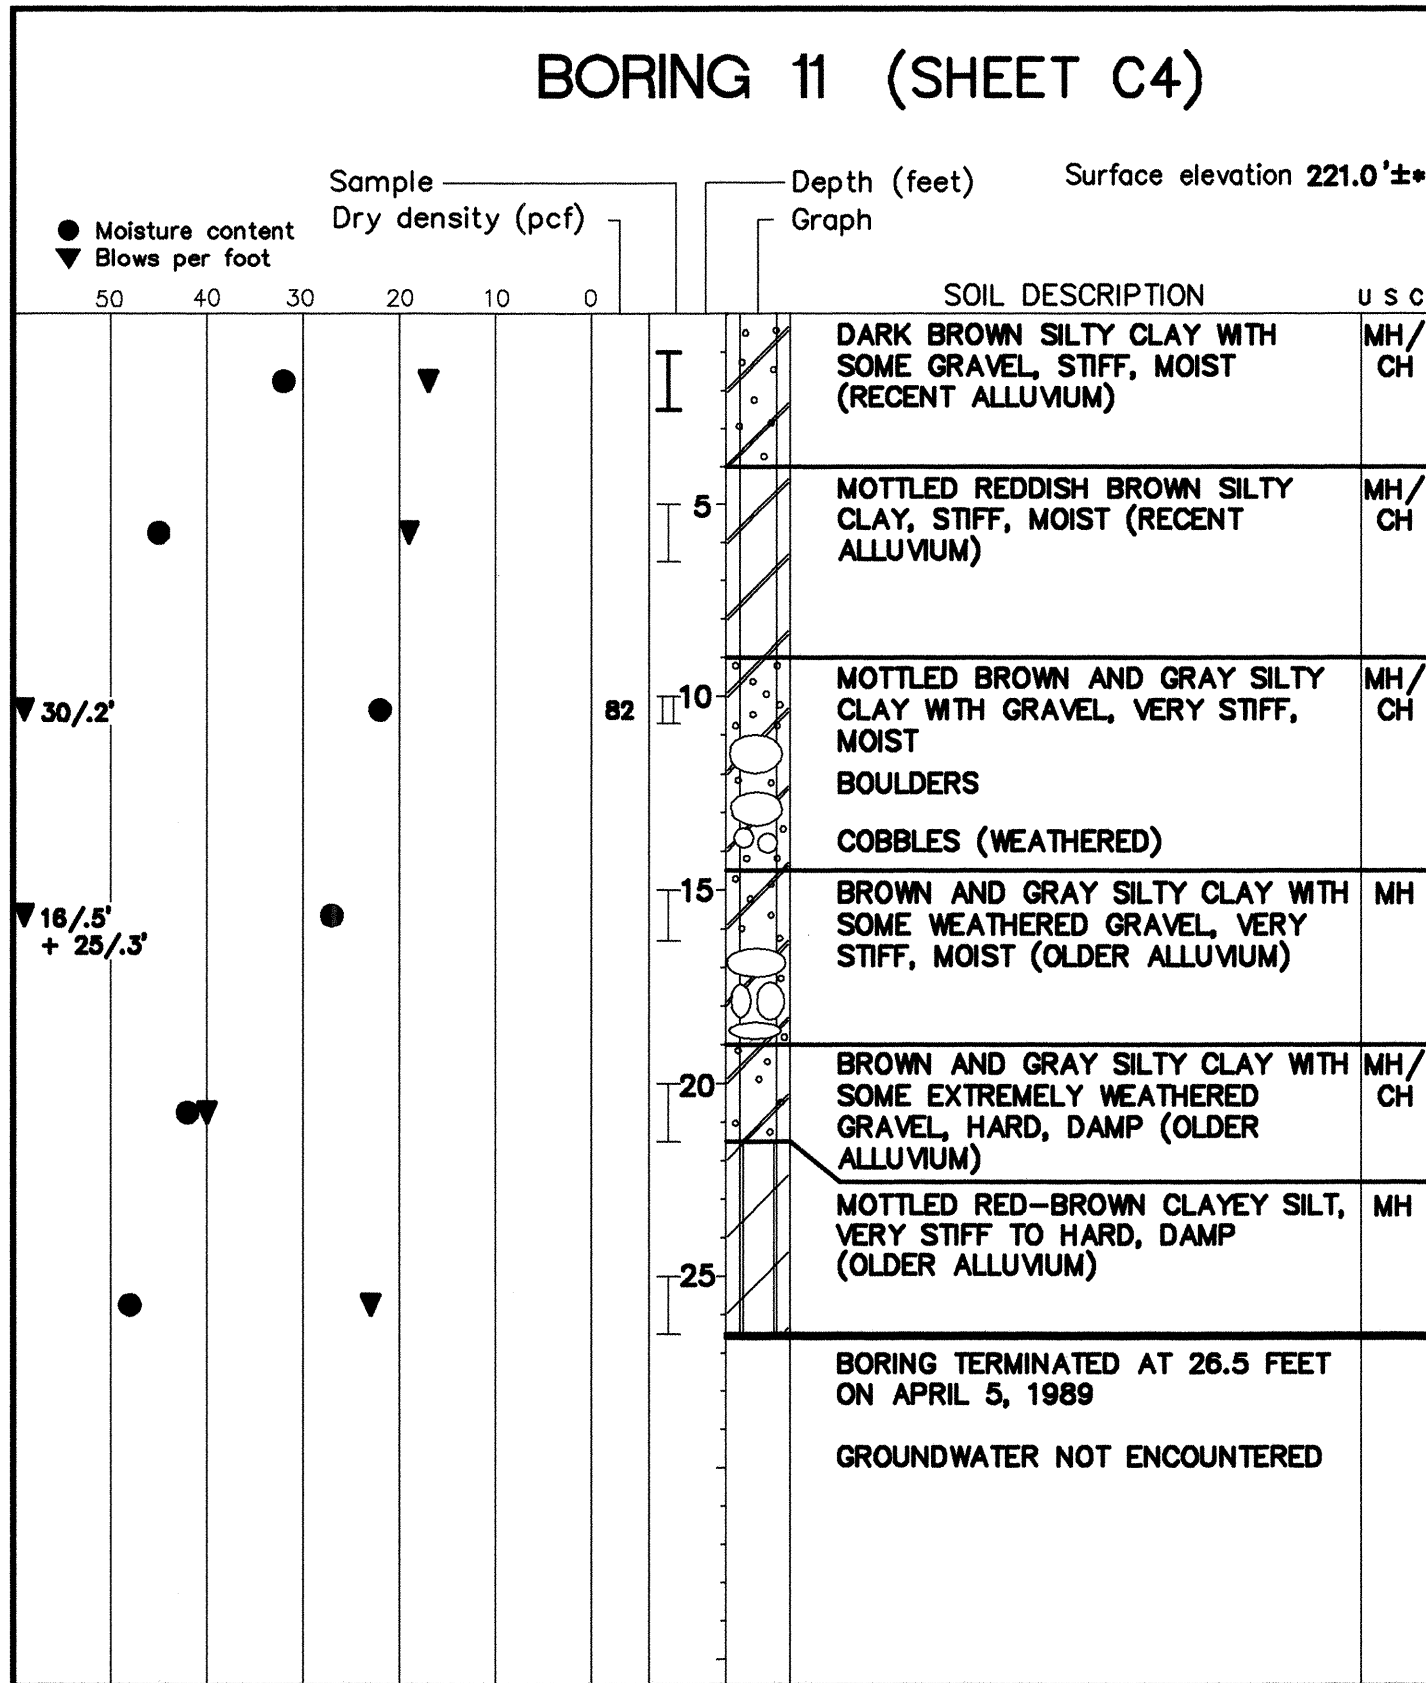 BORING 11 (SHEET C4)
Sample
Depth (feet)
Surface elevation 221.0'±*
Dry density (pcf)
Graph
● Moisture content
▼ Blows per foot
50 40 30 20 10 0
SOIL DESCRIPTION
U S C
DARK BROWN SILTY CLAY WITH
SOME GRAVEL, STIFF, MOIST
(RECENT ALLUVIUM)
MH/
CH
5
MOTTLED REDDISH BROWN SILTY
CLAY, STIFF, MOIST (RECENT
ALLUVIUM)
MH/
CH
30/.2'
82
10
MOTTLED BROWN AND GRAY SILTY
CLAY WITH GRAVEL, VERY STIFF,
MOIST
MH/
CH
BOULDERS
COBBLES (WEATHERED)
16/.5'
+ 25/.3'
15
BROWN AND GRAY SILTY CLAY WITH
SOME WEATHERED GRAVEL, VERY
STIFF, MOIST (OLDER ALLUVIUM)
MH
20
BROWN AND GRAY SILTY CLAY WITH
SOME EXTREMELY WEATHERED
GRAVEL, HARD, DAMP (OLDER
ALLUVIUM)
MH/
CH
25
MOTTLED RED-BROWN CLAYEY SILT,
VERY STIFF TO HARD, DAMP
(OLDER ALLUVIUM)
MH
BORING TERMINATED AT 26.5 FEET
ON APRIL 5, 1989
GROUNDWATER NOT ENCOUNTERED